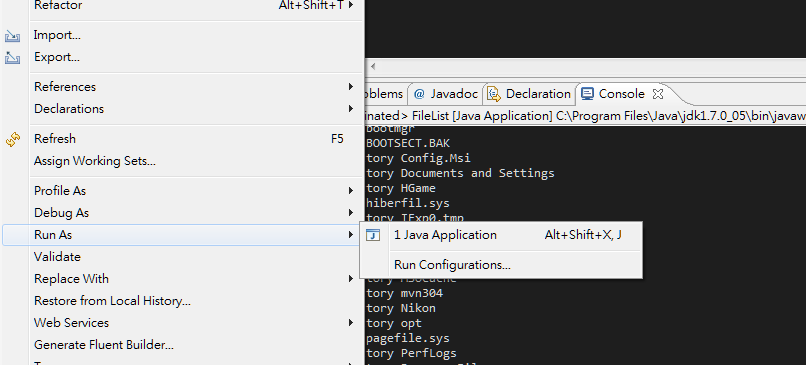 Refactor Alt+Shift+T
Import...
Export...
References
Declarations
Refresh F5
Assign Working Sets...
Profile As
Debug As
Run As
Validate
Replace With
Restore from Local History...
Web Services
Generate Fluent Builder...
oblems @ Javadoc Declaration Console
inated> FileList [Java Application] C:\Program Files\Java\jdk1.7.0_05\bin\javaw
bootmgr
BOOTSECT.BAK
tory Config.Msi
tory Documents and Settings
tory HGame
hiberfil.sys
tory IExp0.tmp
1 Java Application Alt+Shift+X, J
Run Configurations...
tory MSOCache
tory mvn304
tory Nikon
tory opt
pagefile.sys
tory PerfLogs